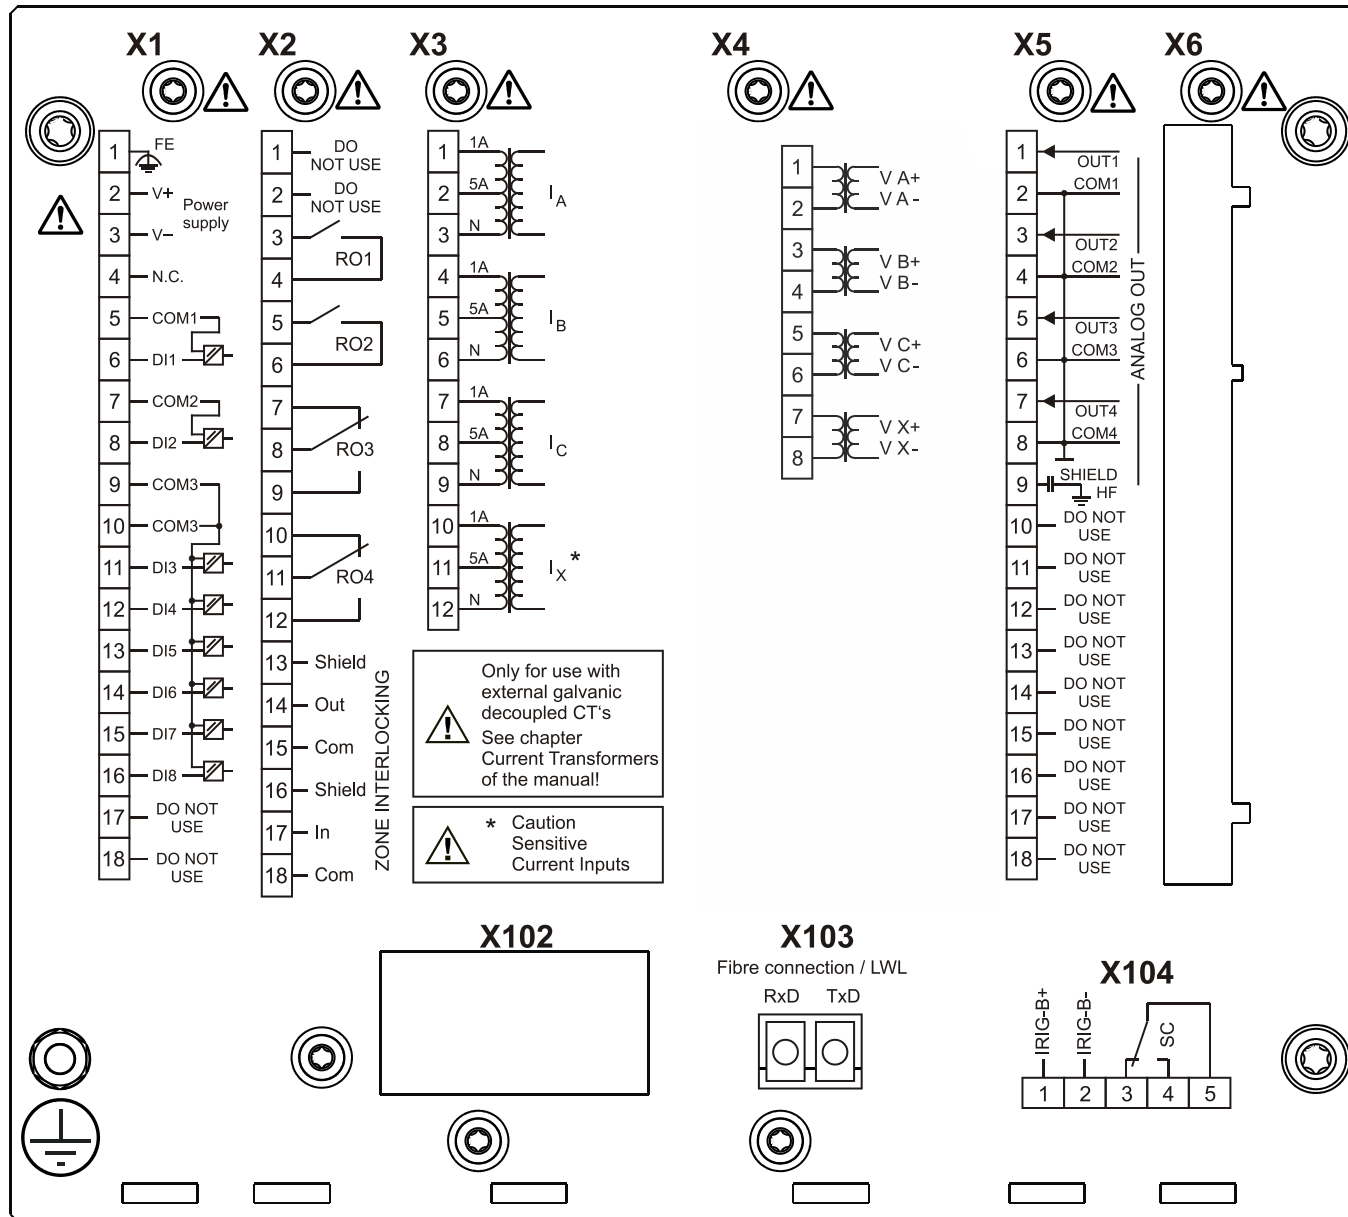 X1
X2
X3
X4
X5
X6
1 FE
2 V+
Power
supply
3 V–
4 N.C.
5 COM1
6 DI1
7 COM2
8 DI2
9 COM3
10 COM3
11 DI3
12 DI4
13 DI5
14 DI6
15 DI7
16 DI8
17 DO NOT
USE
18 DO NOT
USE
1 DO
NOT USE
2 DO
NOT USE
3
RO1
4
5
RO2
6
7
8 RO3
9
10
11 RO4
12
13 Shield
14 Out
15 Com
16 Shield
17 In
18 Com
ZONE INTERLOCKING
1 1A
2 5A IA
3 N
4 1A
5 5A IB
6 N
7 1A
8 5A IC
9 N
10 1A
11 5A IX *
12 N
Only for use with
external galvanic
decoupled CT‘s
See chapter
Current Transformers
of the manual!
* Caution
Sensitive
Current Inputs
1 V A+
2 V A-
3 V B+
4 V B-
5 V C+
6 V C-
7 V X+
8 V X-
1 OUT1
2 COM1
3 OUT2
4 COM2
5 OUT3
6 COM3
7 OUT4
8 COM4
9 SHIELD
HF
ANALOG OUT
10 DO NOT
USE
11 DO NOT
USE
12 DO NOT
USE
13 DO NOT
USE
14 DO NOT
USE
15 DO NOT
USE
16 DO NOT
USE
17 DO NOT
USE
18 DO NOT
USE
X102
X103
Fibre connection / LWL
RxD TxD
X104
IRIG-B+
IRIG-B-
SC
1 2 3 4 5